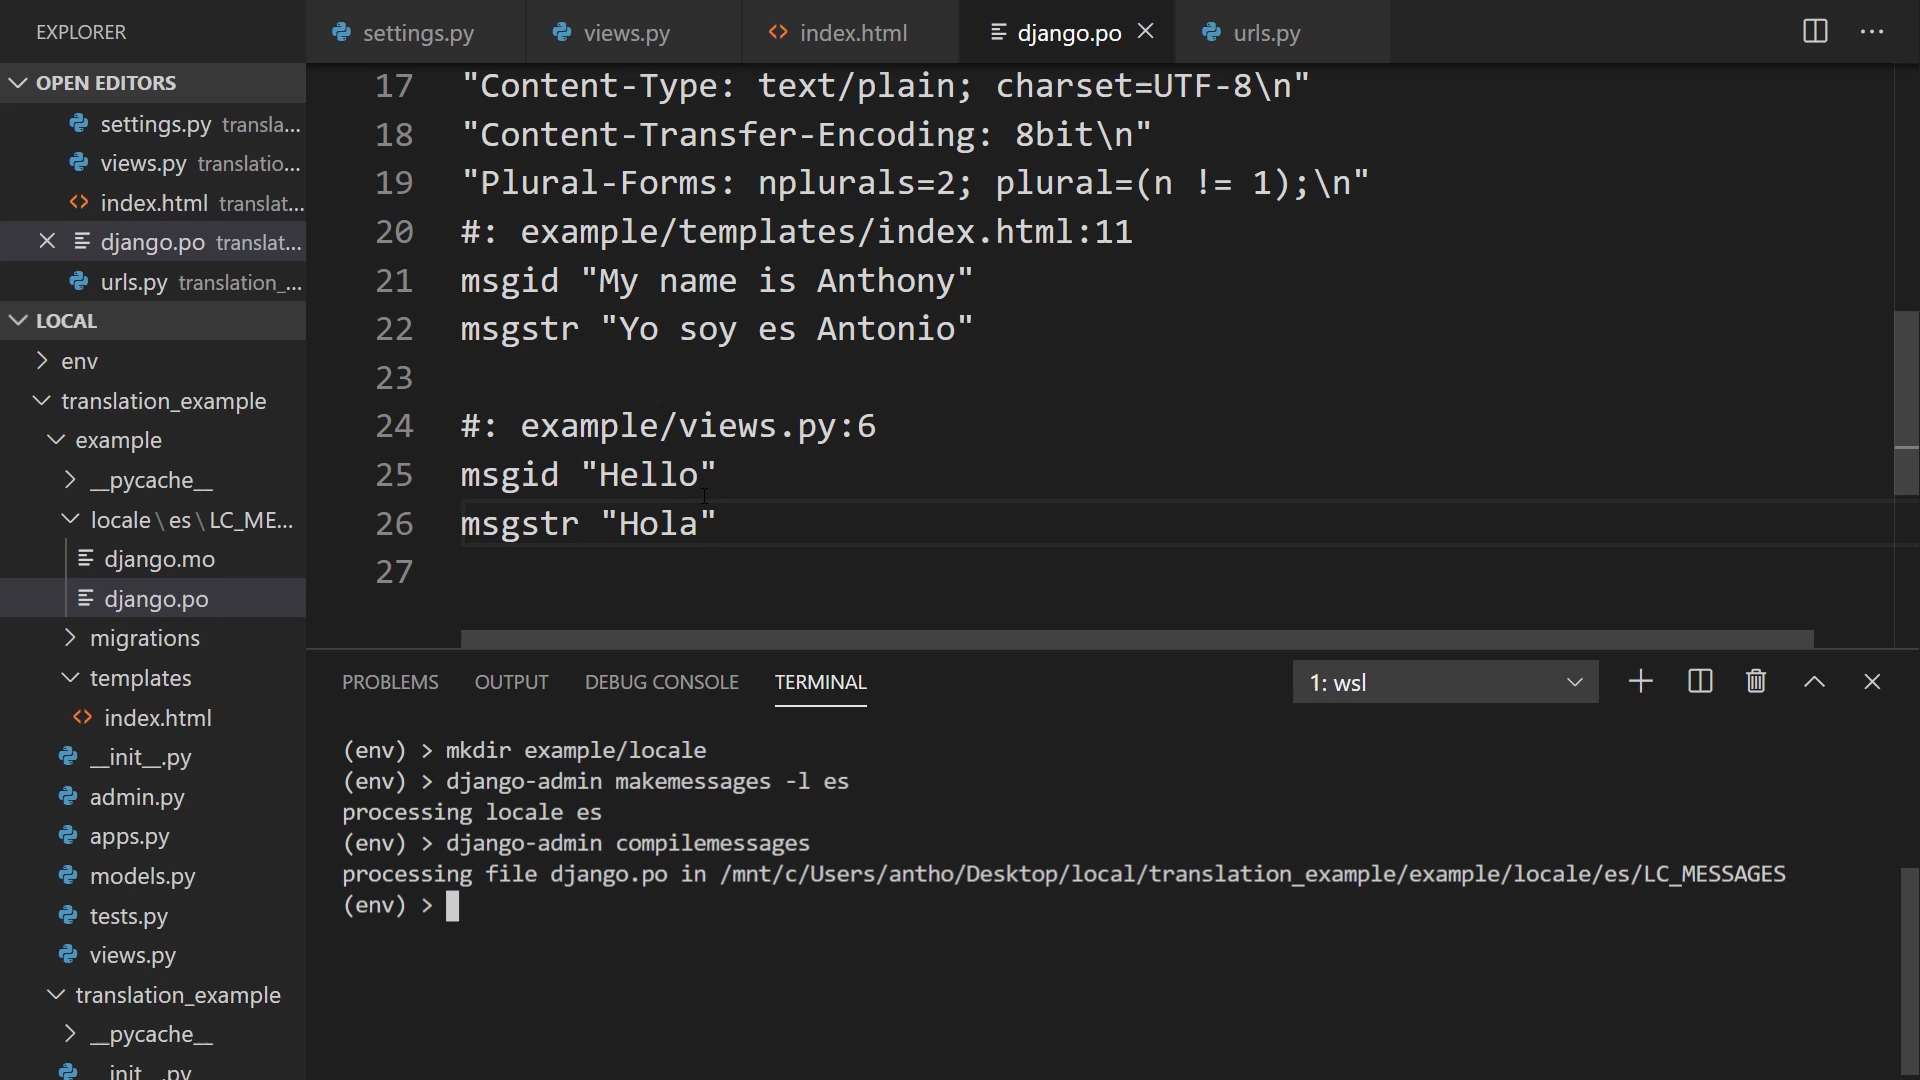 EXPLORER
OPEN EDITORS
settings.py transla...
views.py translatio...
index.html translat...
django.po translat...
urls.py translation_...
LOCAL
env
translation_example
example
__pycache__
locale\es\LC_ME...
django.mo
django.po
migrations
templates
index.html
__init__.py
admin.py
apps.py
models.py
tests.py
views.py
translation_example
__pycache__
__init__.py
settings.py
views.py
index.html
django.po
urls.py
17 "Content-Type: text/plain; charset=UTF-8\n"
18 "Content-Transfer-Encoding: 8bit\n"
19 "Plural-Forms: nplurals=2; plural=(n != 1);\n"
20 #: example/templates/index.html:11
21 msgid "My name is Anthony"
22 msgstr "Yo soy es Antonio"
23
24 #: example/views.py:6
25 msgid "Hello"
26 msgstr "Hola"
27
PROBLEMS OUTPUT DEBUG CONSOLE TERMINAL 1: wsl
(env) > mkdir example/locale
(env) > django-admin makemessages -l es
processing locale es
(env) > django-admin compilemessages
processing file django.po in /mnt/c/Users/antho/Desktop/local/translation_example/example/locale/es/LC_MESSAGES
(env) >